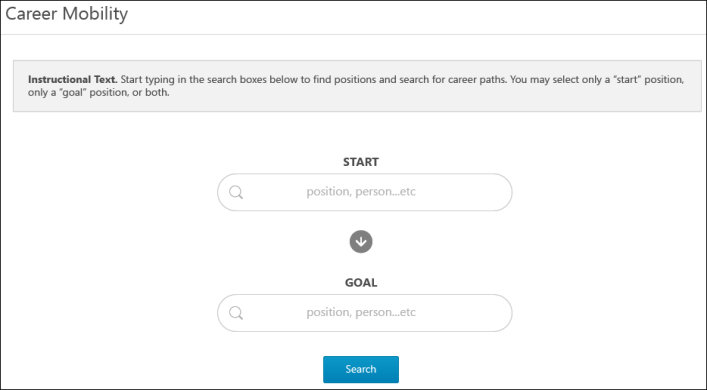 Career Mobility
Instructional Text. Start typing in the search boxes below to find positions and search for career paths. You may select only a “start” position,
only a “goal” position, or both.
START
position, person...etc
GOAL
position, person...etc
Search